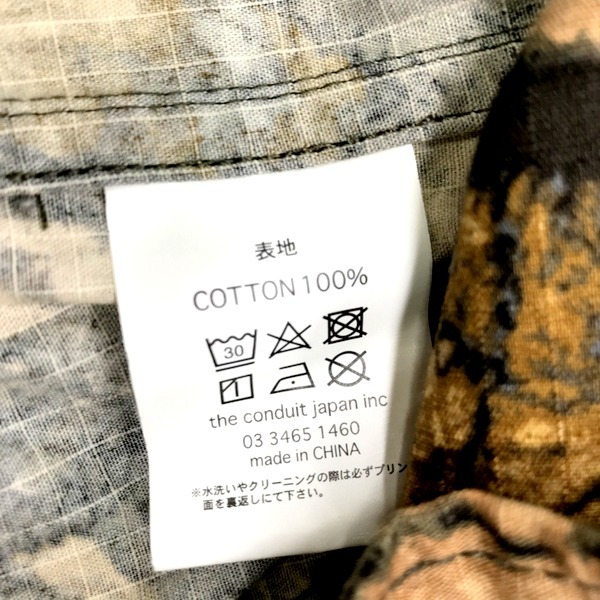 表地
COTTON 100%
30
the conduit japan inc
03 3465 1460
made in CHINA
※水洗いやクリーニングの際は必ずプリン
面を裏返しにて下さい。